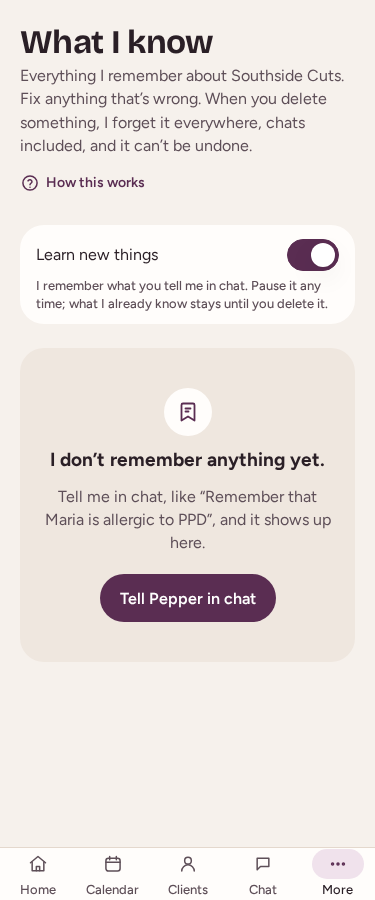 What I know
Everything I remember about Southside Cuts.
Fix anything that’s wrong. When you delete
something, I forget it everywhere, chats
included, and it can’t be undone.
How this works
Learn new things
I remember what you tell me in chat. Pause it any
time; what I already know stays until you delete it.
I don’t remember anything yet.
Tell me in chat, like “Remember that
Maria is allergic to PPD”, and it shows up
here.
Tell Pepper in chat
Home
Calendar
Clients
Chat
More